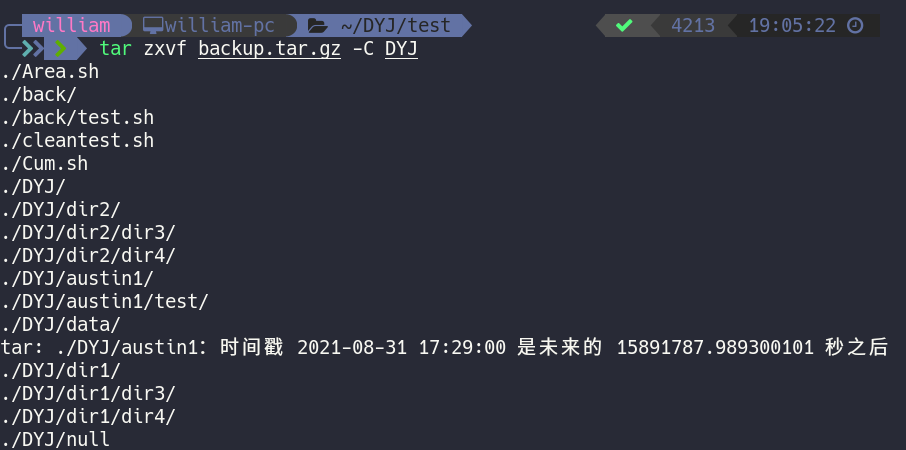 william william-pc ~/DYJ/test 4213 19:05:22
tar zxvf backup.tar.gz -C DYJ
./Area.sh
./back/
./back/test.sh
./cleantest.sh
./Cum.sh
./DYJ/
./DYJ/dir2/
./DYJ/dir2/dir3/
./DYJ/dir2/dir4/
./DYJ/austin1/
./DYJ/austin1/test/
./DYJ/data/
tar: ./DYJ/austin1：时间戳 2021-08-31 17:29:00 是未来的 15891787.989300101 秒之后
./DYJ/dir1/
./DYJ/dir1/dir3/
./DYJ/dir1/dir4/
./DYJ/null